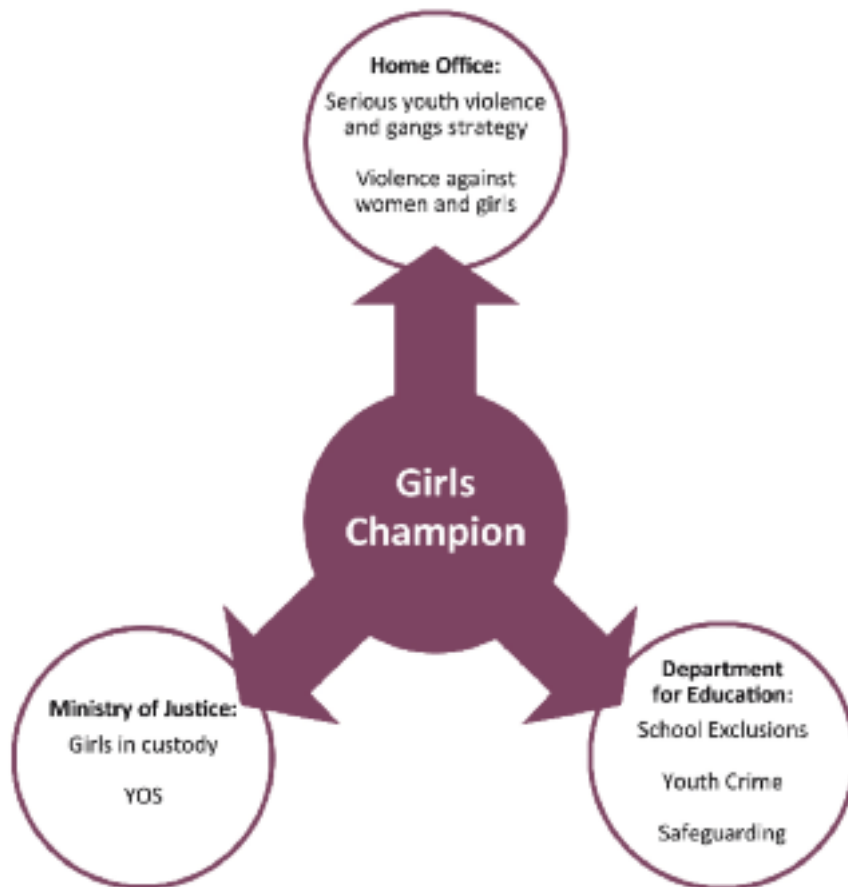 Home Office:
Serious youth violence
and gangs strategy
Violence against
women and girls
Girls
Champion
Ministry of Justice:
Girls in custody
YOS
Department
for Education:
School Exclusions
Youth Crime
Safeguarding